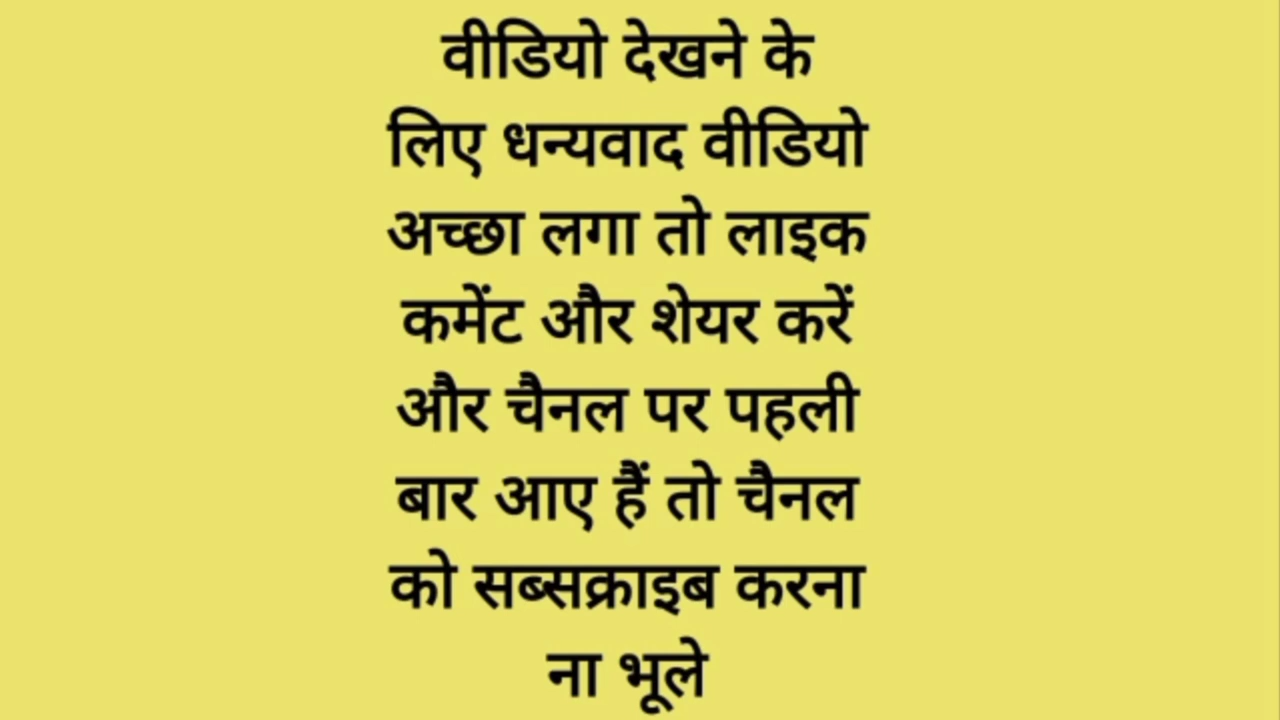 वीडियो देखने के
लिए धन्यवाद वीडियो
अच्छा लगा तो लाइक
कमेंट और शेयर करें
और चैनल पर पहली
बार आए हैं तो चैनल
को सब्सक्राइब करना
ना भूले